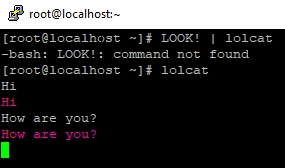 root@localhost:~
[root@localhost ~]# LOOK! | lolcat
-bash: LOOK!: command not found
[root@localhost ~]# lolcat
Hi
Hi
How are you?
How are you?